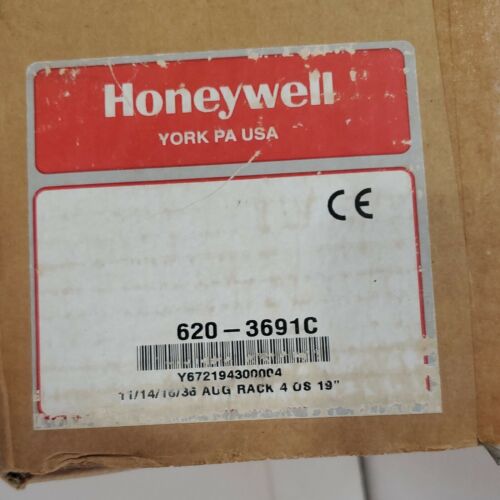 Honeywell
YORK PA USA
CE
620-3691C
Y672194300004
11/14/16/36 AUG RACK 4 OS 19"